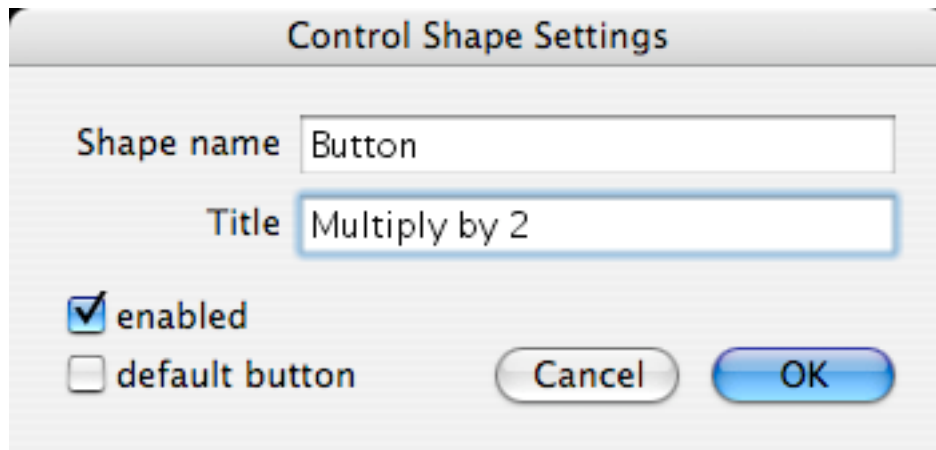 Control Shape Settings
Shape name Button
Title Multiply by 2
enabled
default button Cancel OK